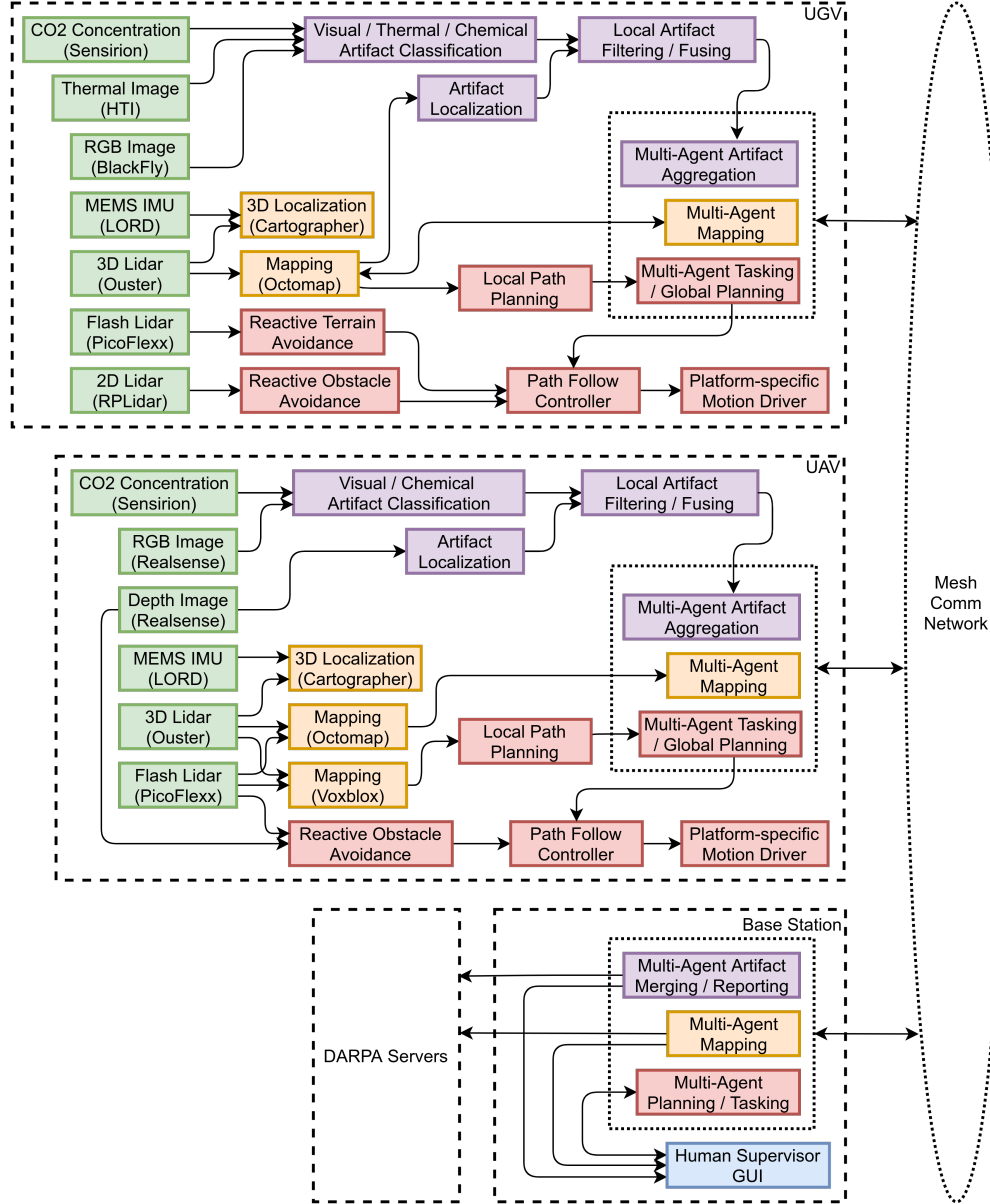 UGV
CO2 Concentration
(Sensirion)
Visual / Thermal / Chemical
Artifact Classification
Local Artifact
Filtering / Fusing
Thermal Image
(HTI)
Artifact
Localization
RGB Image
(BlackFly)
Multi-Agent Artifact
Aggregation
MEMS IMU
(LORD)
3D Localization
(Cartographer)
Multi-Agent
Mapping
3D Lidar
(Ouster)
Mapping
(Octomap)
Local Path
Planning
Multi-Agent Tasking
/ Global Planning
Flash Lidar
(PicoFlexx)
Reactive Terrain
Avoidance
2D Lidar
(RPLidar)
Reactive Obstacle
Avoidance
Path Follow
Controller
Platform-specific
Motion Driver
UAV
CO2 Concentration
(Sensirion)
Visual / Chemical
Artifact Classification
Local Artifact
Filtering / Fusing
RGB Image
(Realsense)
Artifact
Localization
Depth Image
(Realsense)
Multi-Agent Artifact
Aggregation
MEMS IMU
(LORD)
3D Localization
(Cartographer)
Multi-Agent
Mapping
3D Lidar
(Ouster)
Mapping
(Octomap)
Local Path
Planning
Multi-Agent Tasking
/ Global Planning
Flash Lidar
(PicoFlexx)
Mapping
(Voxblox)
Reactive Obstacle
Avoidance
Path Follow
Controller
Platform-specific
Motion Driver
Mesh
Comm
Network
Base Station
Multi-Agent Artifact
Merging / Reporting
Multi-Agent
Mapping
DARPA Servers
Multi-Agent
Planning / Tasking
Human Supervisor
GUI